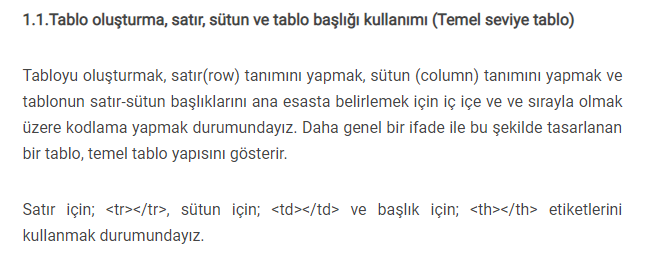 1.1.Tablo oluşturma, satır, sütun ve tablo başlığı kullanımı (Temel seviye tablo)
Tabloyu oluşturmak, satır(row) tanımını yapmak, sütun (column) tanımını yapmak ve
tablonun satır-sütun başlıklarını ana esasta belirlemek için iç içe ve ve sırayla olmak
üzere kodlama yapmak durumundayız. Daha genel bir ifade ile bu şekilde tasarlanan
bir tablo, temel tablo yapısını gösterir.
Satır için; <tr></tr>, sütun için; <td></td> ve başlık için; <th></th> etiketlerini
kullanmak durumundayız.